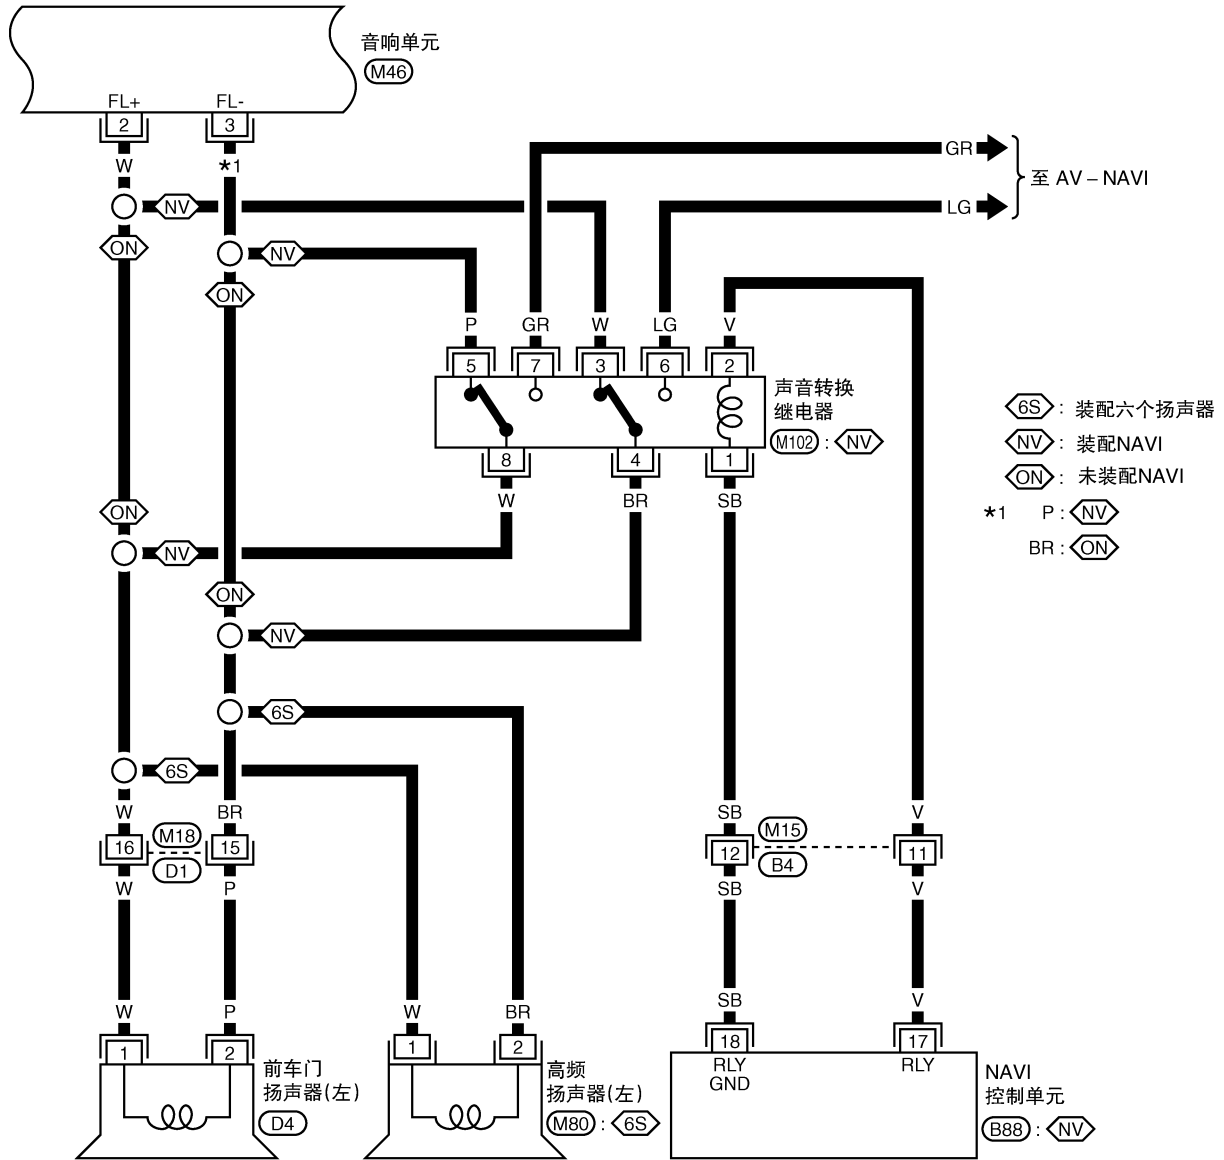 音响单元
M46
FL+ FL-
2 3
W *1
GR
至 AV – NAVI
NV
LG
ON NV
ON
P GR W LG V
5 7 3 6 2
声音转换
继电器
M102 : NV
6S : 装配六个扬声器
NV : 装配NAVI
ON : 未装配NAVI
*1 P : NV
BR : ON
8 4 1
W BR SB
ON
NV
ON
NV
6S
6S
W BR SB V
M18 M15
16 15 12 11
D1 B4
W P SB V
SB V
W P W BR
1 2 1 2 18 17
前车门
扬声器(左)
D4
高频
扬声器(左)
M80 : 6S
RLY RLY
GND
NAVI
控制单元
B88 : NV